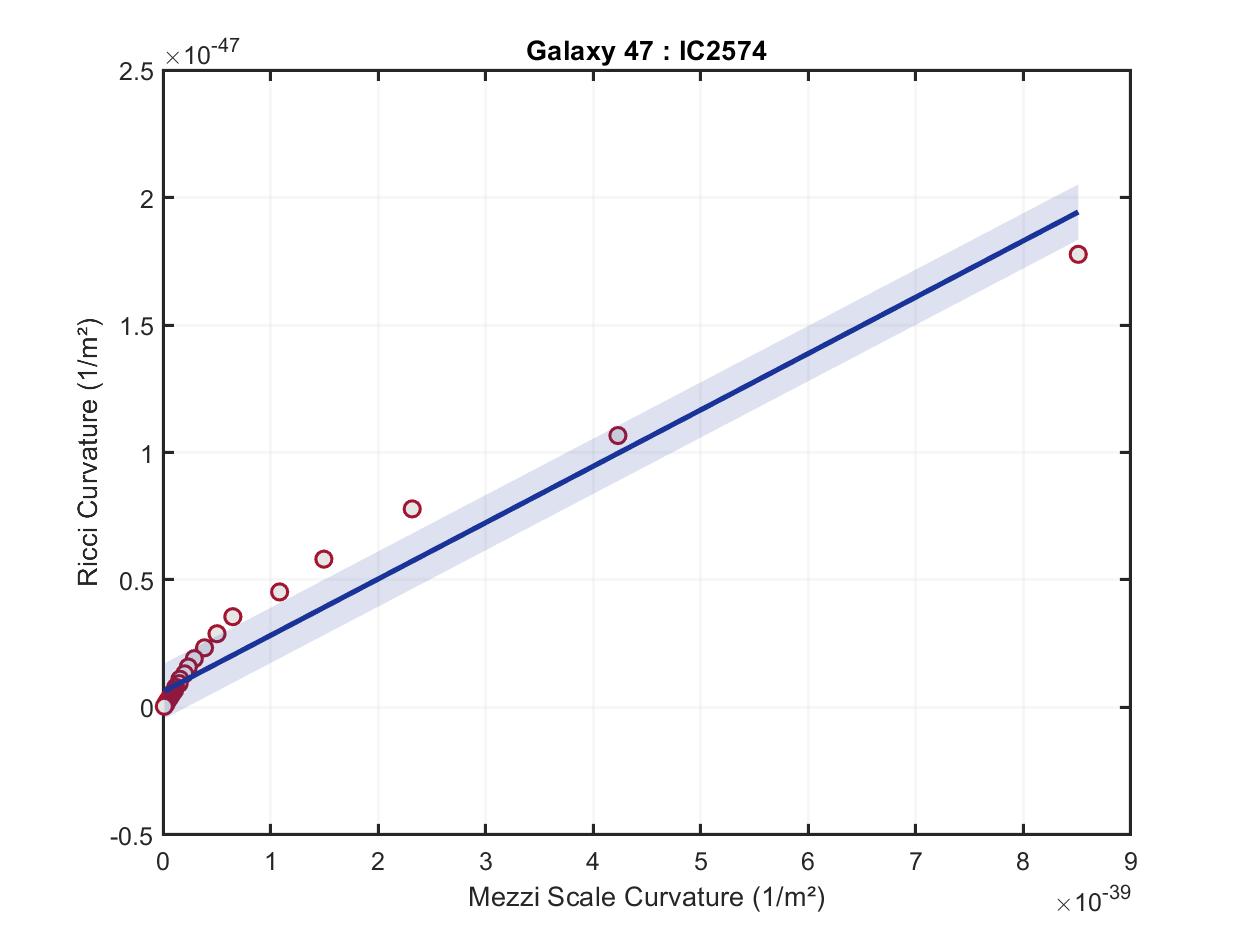 Galaxy 47 : IC2574
×10⁻⁴⁷
2.5
2
1.5
1
0.5
0
-0.5
Ricci Curvature (1/m²)
0 1 2 3 4 5 6 7 8 9
Mezzi Scale Curvature (1/m²)
×10⁻³⁹